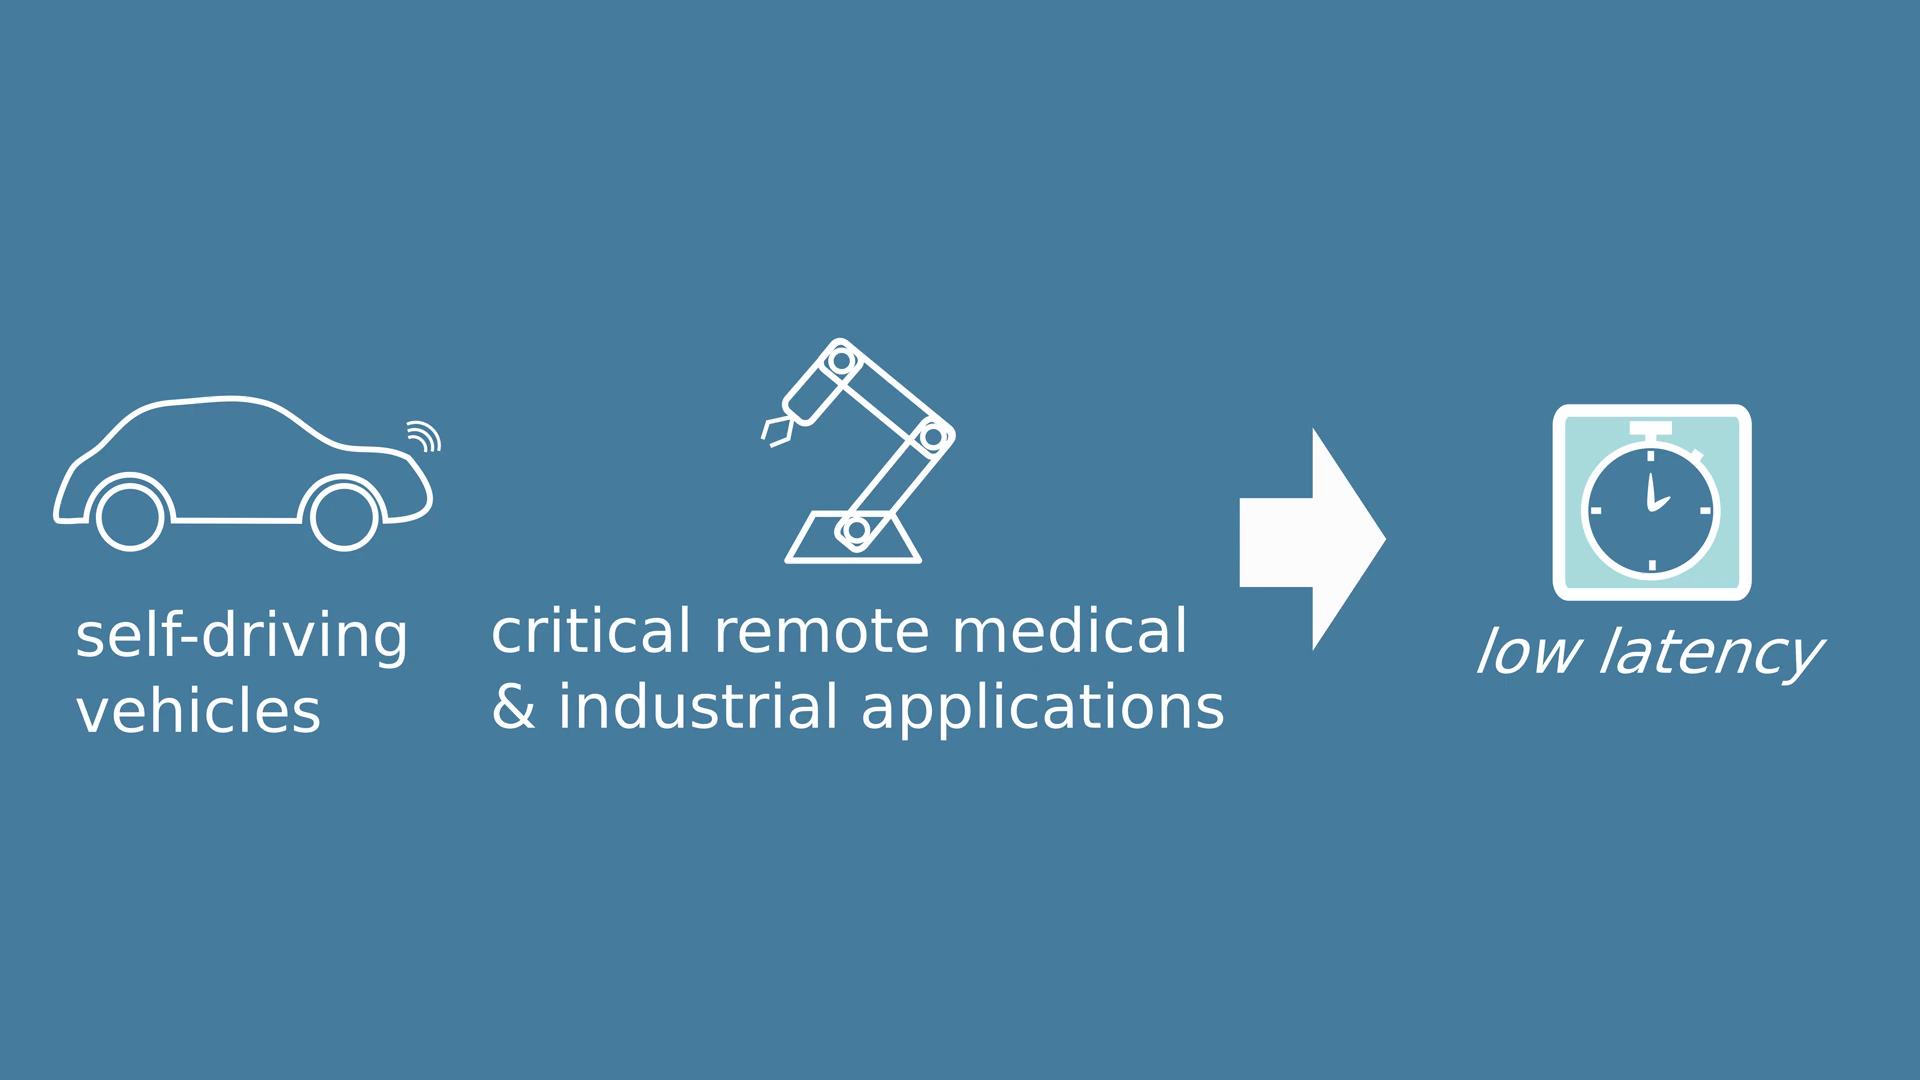 self-driving
vehicles
critical remote medical
& industrial applications
low latency